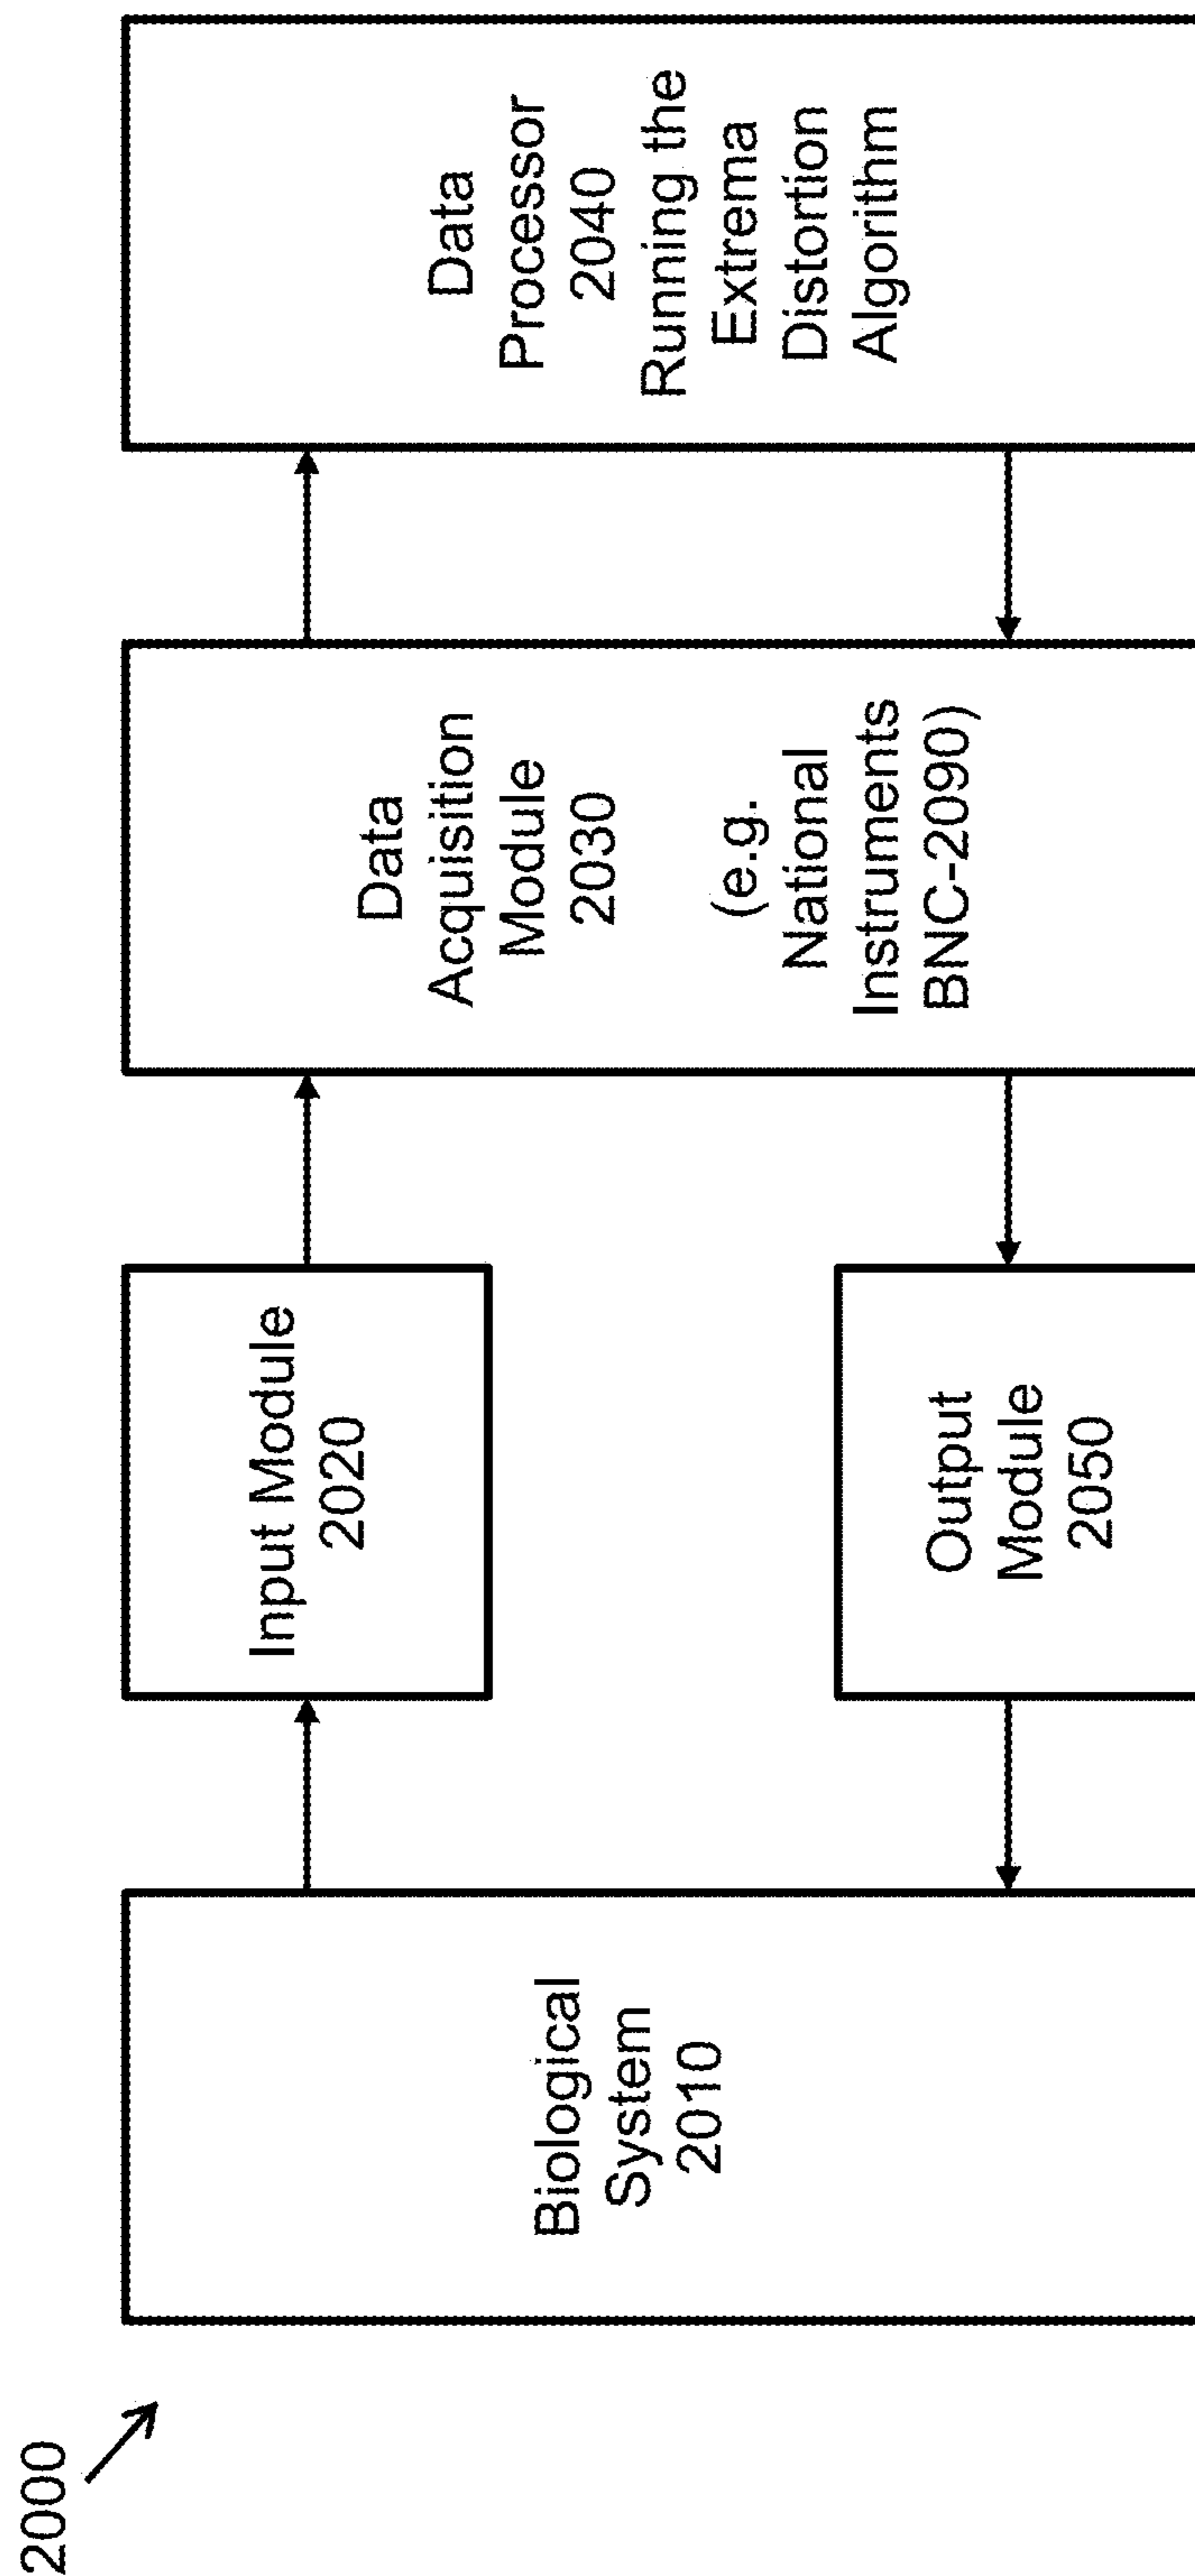 2000
Biological
System
2010
Input Module
2020
Output
Module
2050
Data
Acquisition
Module
2030
(e.g.
National
Instruments
BNC-2090)
Data
Processor
2040
Running the
Extrema
Distortion
Algorithm